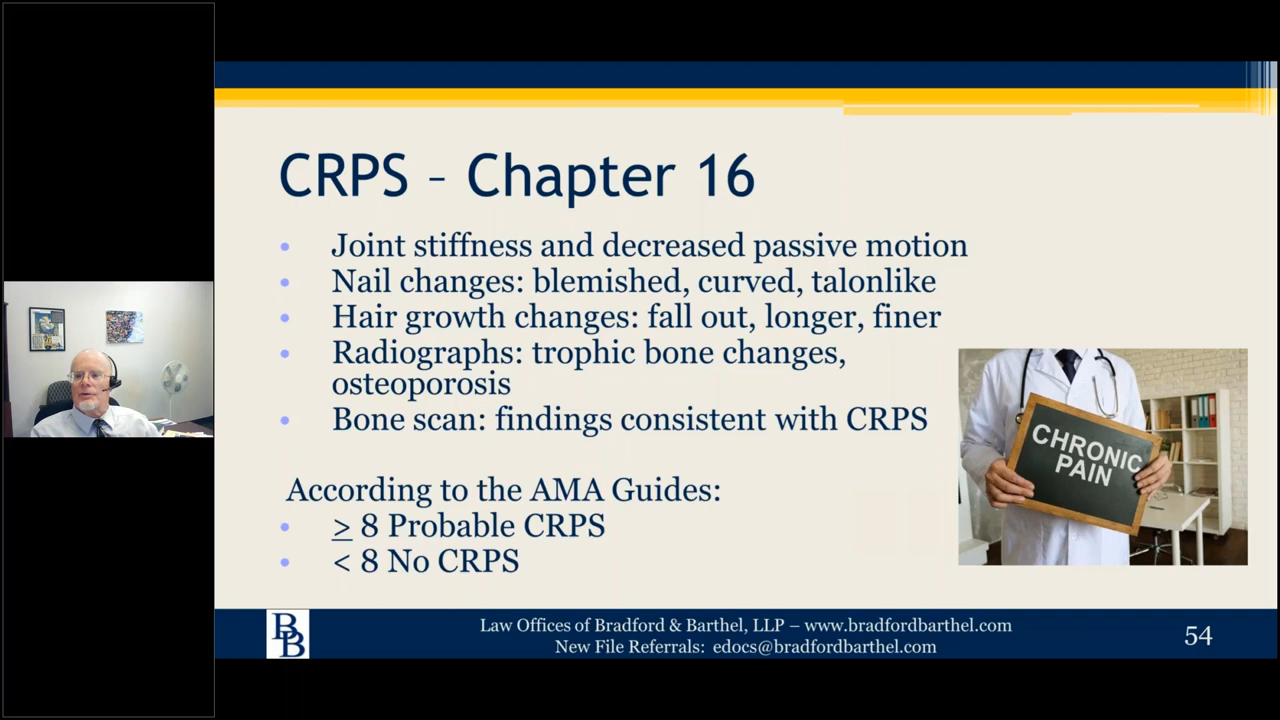 CRPS – Chapter 16
• Joint stiffness and decreased passive motion
• Nail changes: blemished, curved, talonlike
• Hair growth changes: fall out, longer, finer
• Radiographs: trophic bone changes,
osteoporosis
• Bone scan: findings consistent with CRPS
CHRONIC
PAIN
According to the AMA Guides:
• > 8 Probable CRPS
• < 8 No CRPS
BB
Law Offices of Bradford & Barthel, LLP – www.bradfordbarthel.com
New File Referrals: edocs@bradfordbarthel.com
54